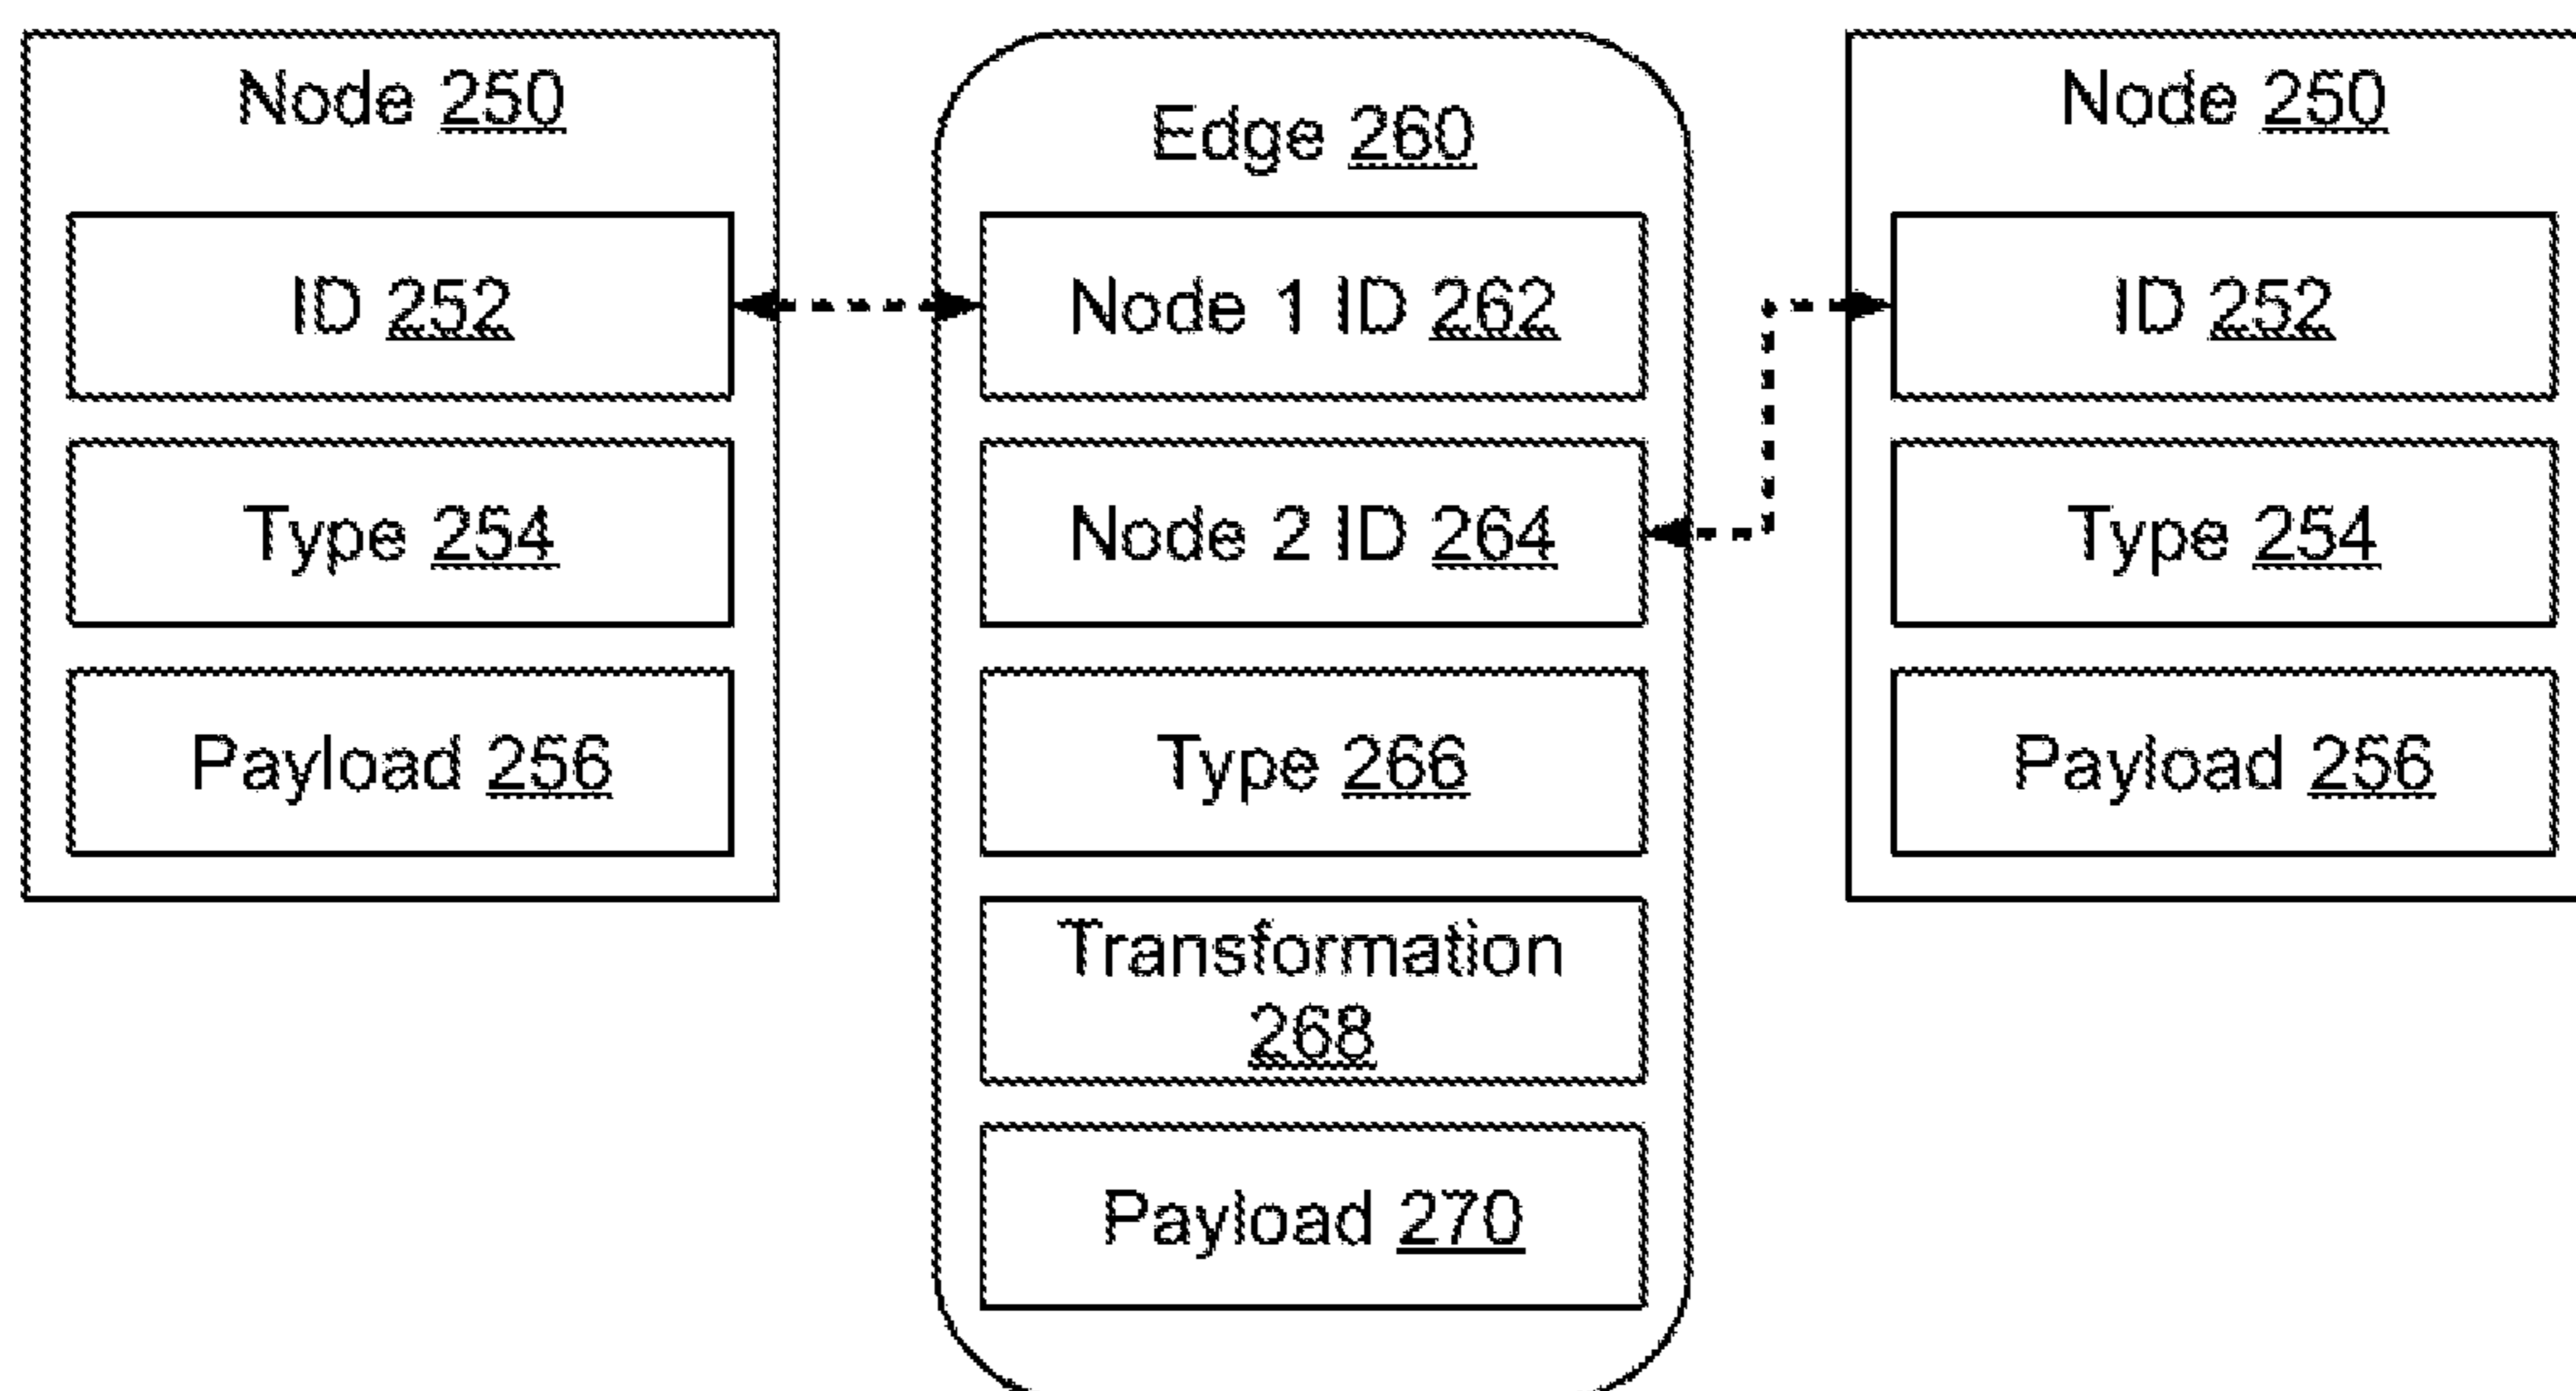 Node 250
ID 252
Type 254
Payload 256
Edge 260
Node 1 ID 262
Node 2 ID 264
Type 266
Transformation
268
Payload 270
Node 250
ID 252
Type 254
Payload 256